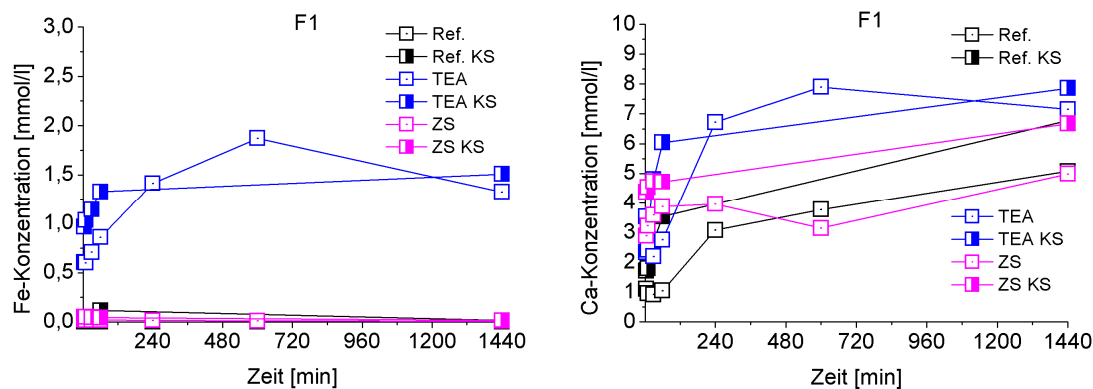 F1
3,0
2,5
2,0
1,5
1,0
0,5
0,0
Fe-Konzentration [mmol/l]
Ref.
Ref. KS
TEA
TEA KS
ZS
ZS KS
240 480 720 960 1200 1440
Zeit [min]
F1
10
9
8
7
6
5
4
3
2
1
0
Ca-Konzentration [mmol/l]
Ref.
Ref. KS
TEA
TEA KS
ZS
ZS KS
240 480 720 960 1200 1440
Zeit [min]